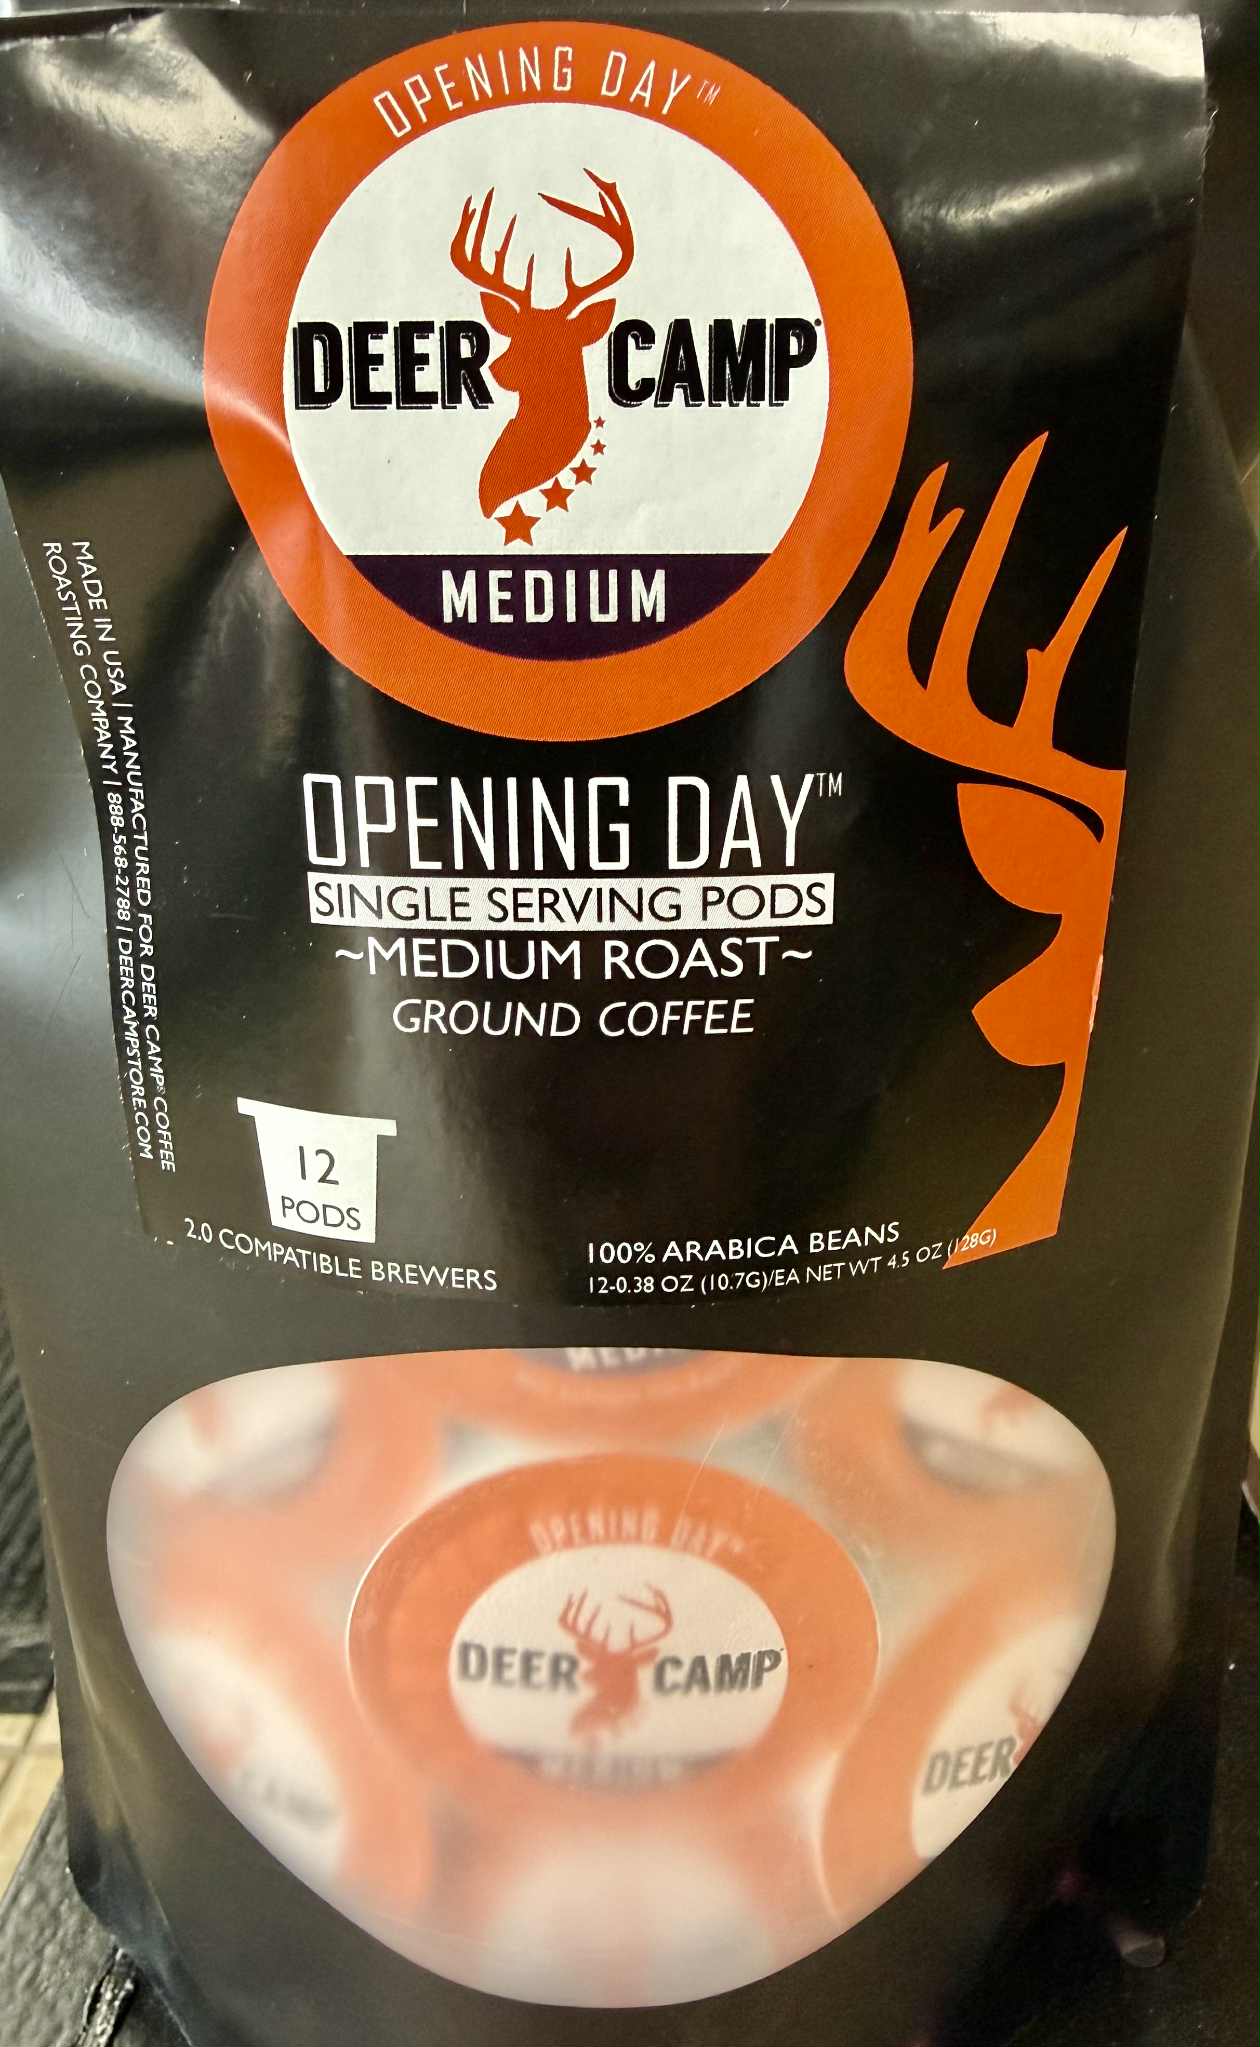 OPENING DAY™
DEER CAMP
MEDIUM
MADE IN USA | MANUFACTURED FOR DEER CAMP® COFFEE
ROASTING COMPANY | 888-568-2788 | DEERCAMPSTORE.COM
OPENING DAY™
SINGLE SERVING PODS
~MEDIUM ROAST~
GROUND COFFEE
12
PODS
2.0 COMPATIBLE BREWERS
100% ARABICA BEANS
12-0.38 OZ (10.7G)/EA NET WT 4.5 OZ (128G)
OPENING DAY™
DEER CAMP
DEER